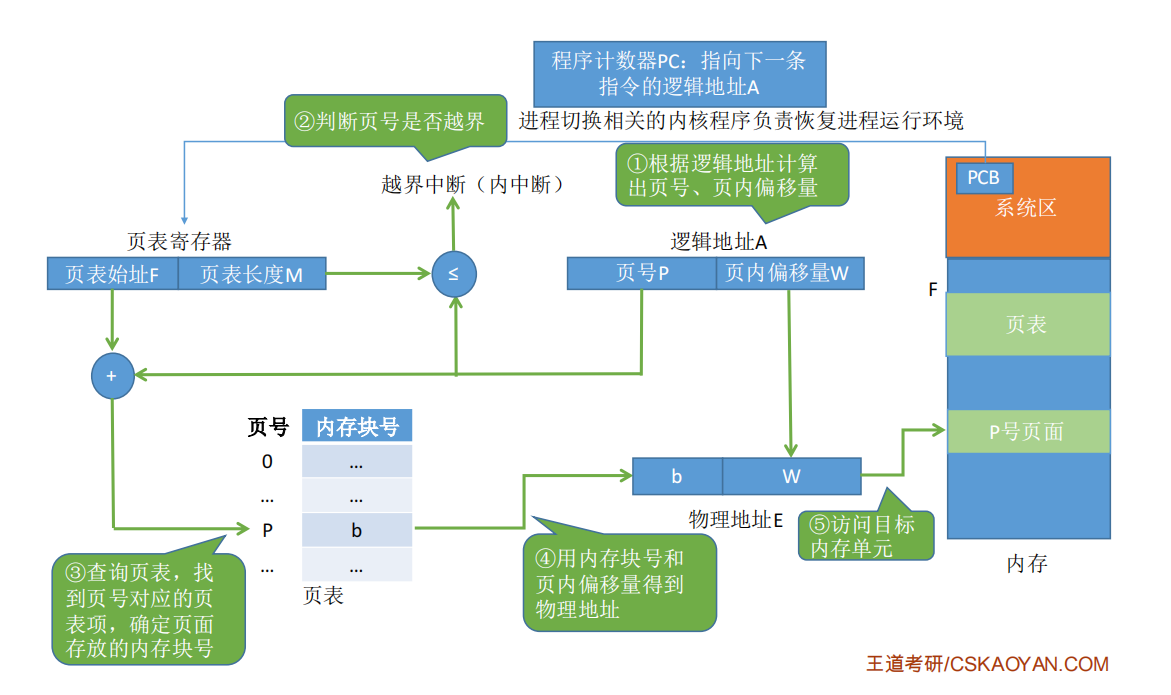 程序计数器PC：指向下一条
指令的逻辑地址A
②判断页号是否越界
进程切换相关的内核程序负责恢复进程运行环境
越界中断（内中断）
①根据逻辑地址计算
出页号、页内偏移量
PCB
系统区
页表寄存器
逻辑地址A
页表始址F
页表长度M
≤
页号P
页内偏移量W
F
页表
+
页号
内存块号
P号页面
0
...
...
...
b
W
P
b
物理地址E
⑤访问目标
内存单元
...
...
④用内存块号和
页内偏移量得到
物理地址
内存
③查询页表，找
到页号对应的页
表项，确定页面
存放的内存块号
页表
王道考研/CSKAOYAN.COM